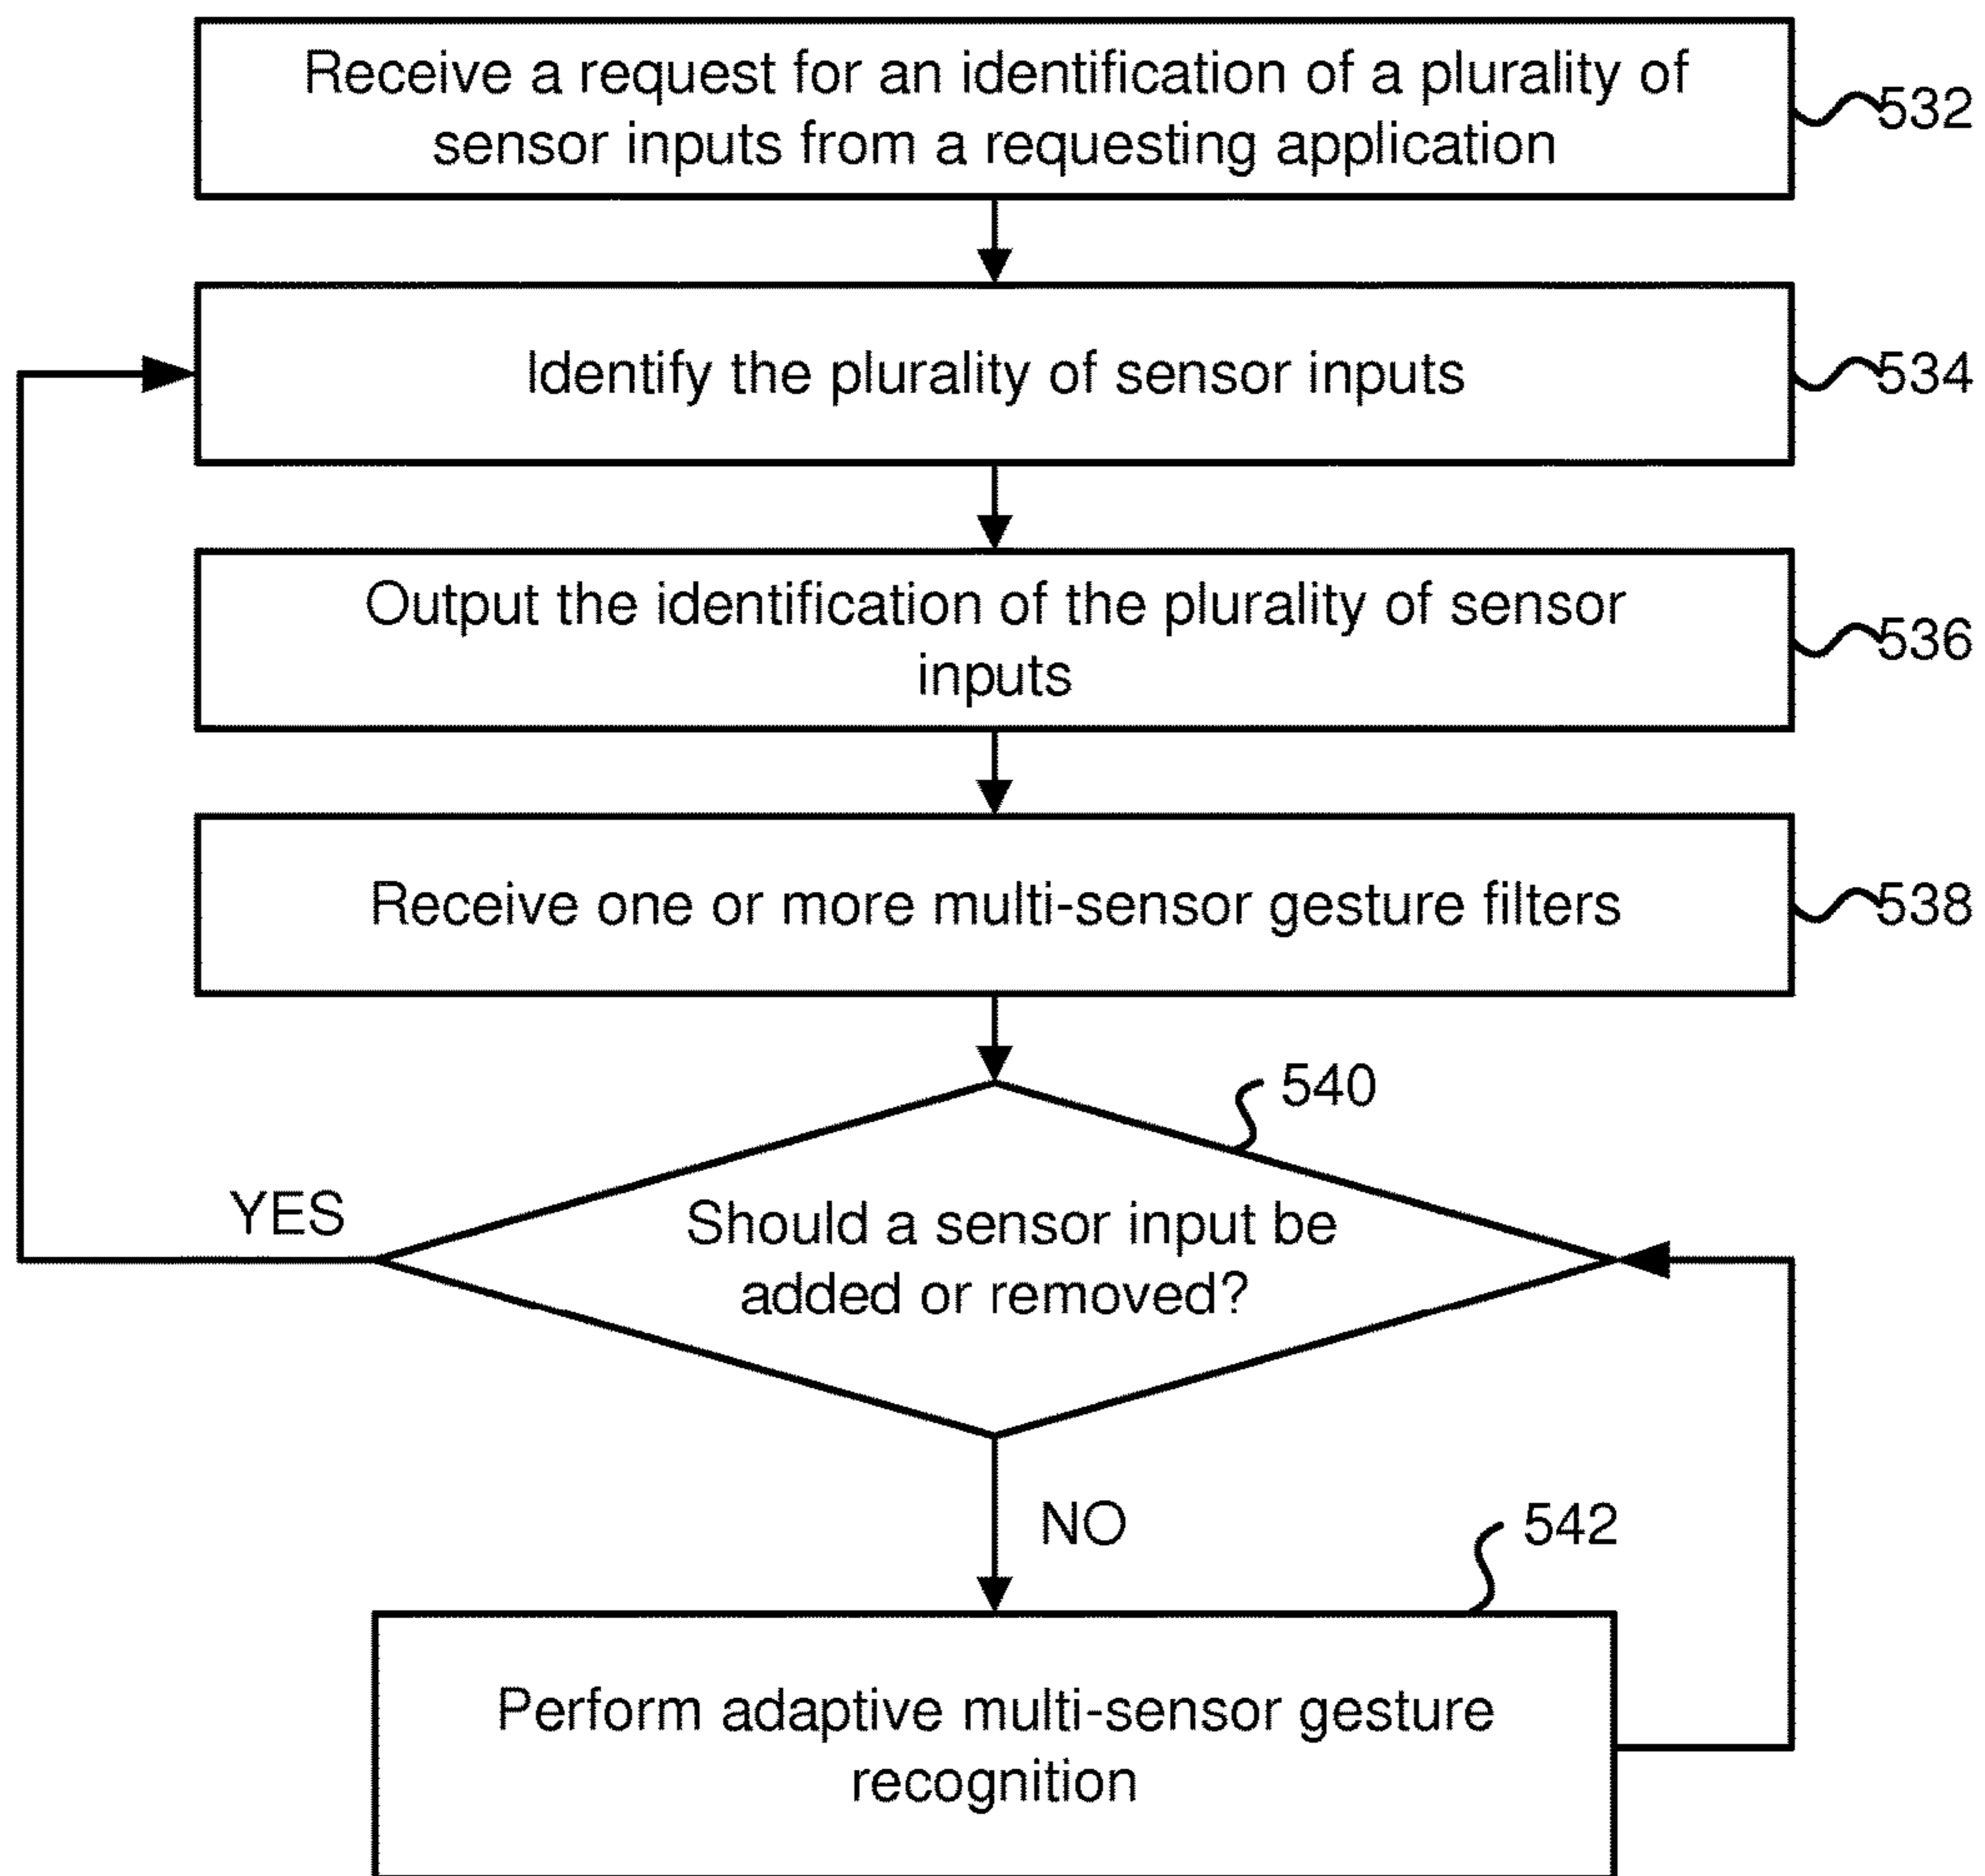 Receive a request for an identification of a plurality of
sensor inputs from a requesting application
532
Identify the plurality of sensor inputs
534
Output the identification of the plurality of sensor
inputs
536
Receive one or more multi-sensor gesture filters
538
540
YES
Should a sensor input be
added or removed?
NO
542
Perform adaptive multi-sensor gesture
recognition